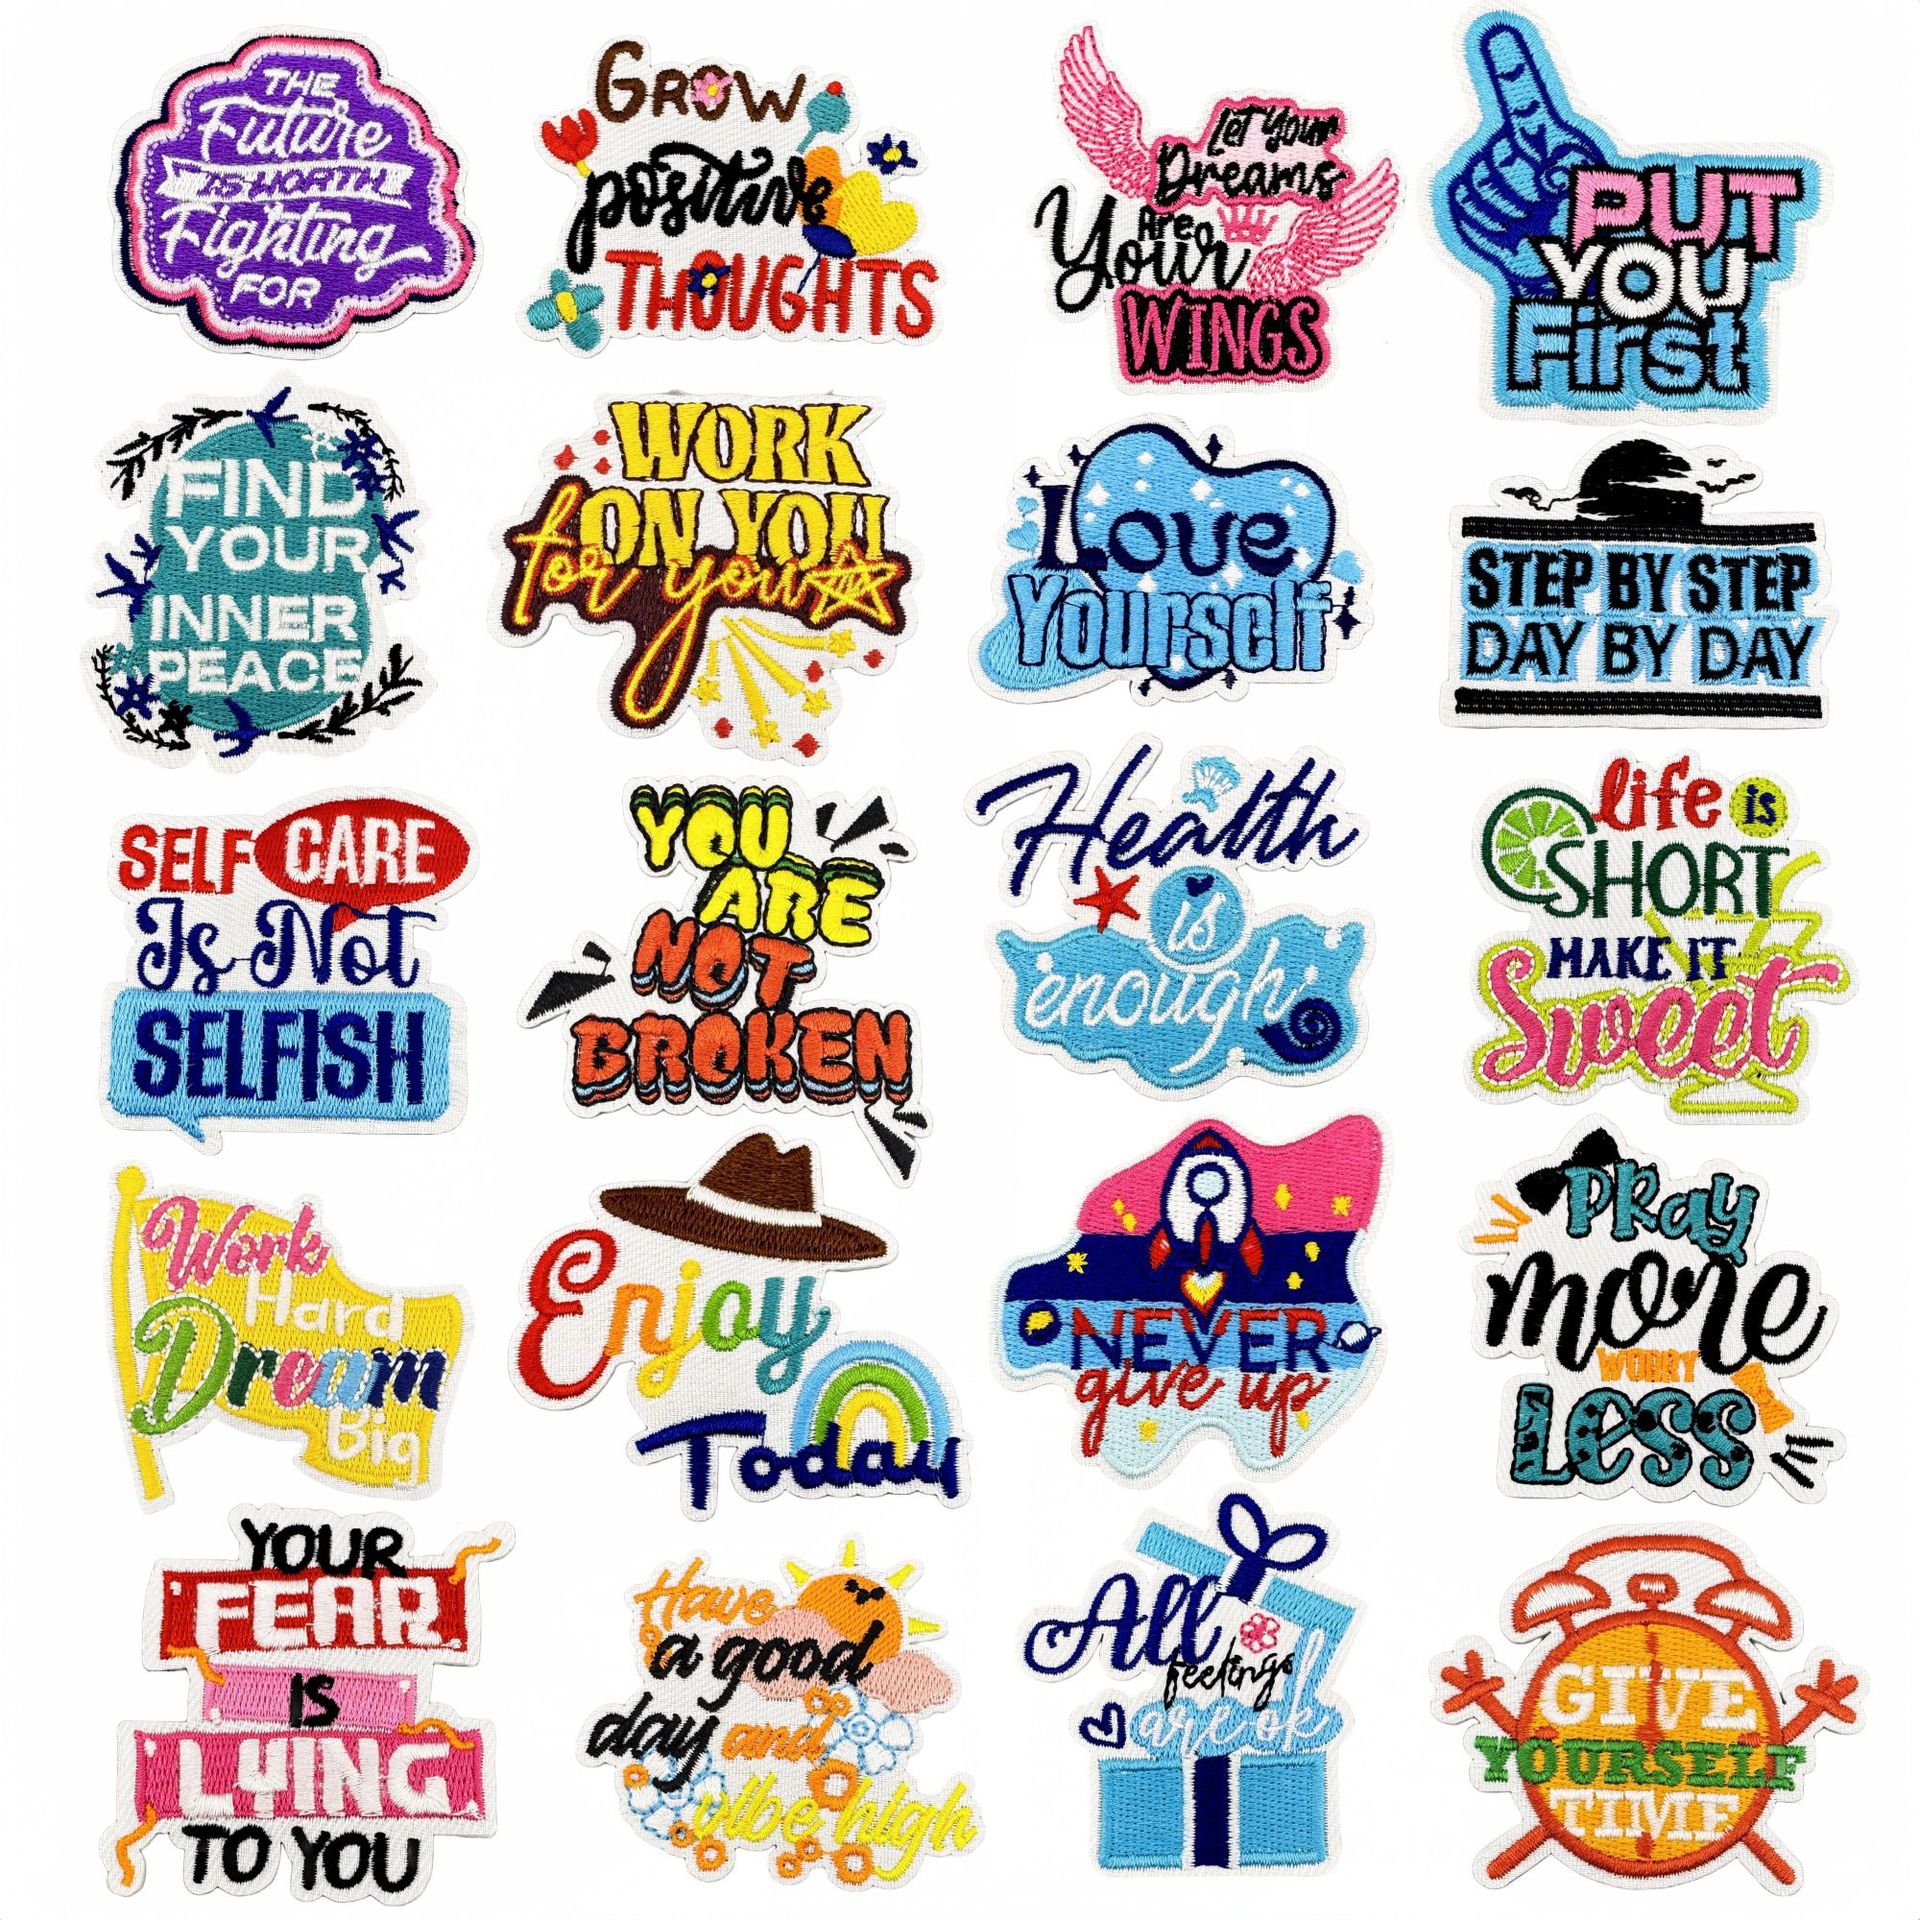 THE
Future
IS WORTH
Fighting
FOR
GROW
positive
THOUGHTS
Let Your
Dreams
Are
Your
Your
WINGS
PUT
YOU
First
FIND
YOUR
INNER
PEACE
WORK
ON YOU
for you
Love
Yourself
STEP BY STEP
DAY BY DAY
SELF CARE
Is Not
SELFISH
YOU
ARE
NOT
BROKEN
Health
is
enough
life is
SHORT
MAKE IT
Sweet
Work
Hard
Dream
Big
Enjoy
Today
NEVER
give up
PRay
more
WORRY
LESS
YOUR
FEAR
IS
LYING
TO YOU
Have
a good
day and
vibe high
All
feelings
are ok
GIVE
YOURSELF
TIME